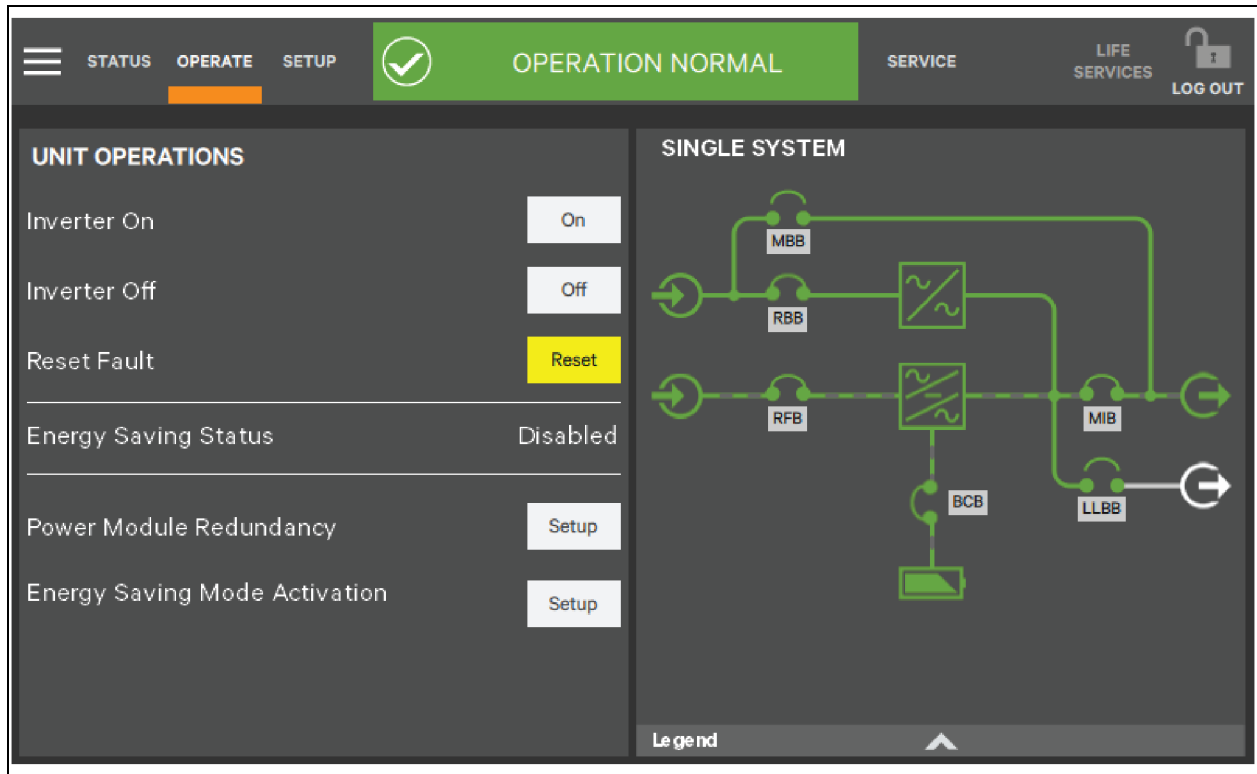 STATUS OPERATE SETUP OPERATION NORMAL SERVICE LIFE
SERVICES
LOG OUT
UNIT OPERATIONS
Inverter On On
Inverter Off Off
Reset Fault Reset
Energy Saving Status Disabled
Power Module Redundancy Setup
Energy Saving Mode Activation Setup
SINGLE SYSTEM
MBB
RBB
RFB MIB
BCB LLBB
Legend